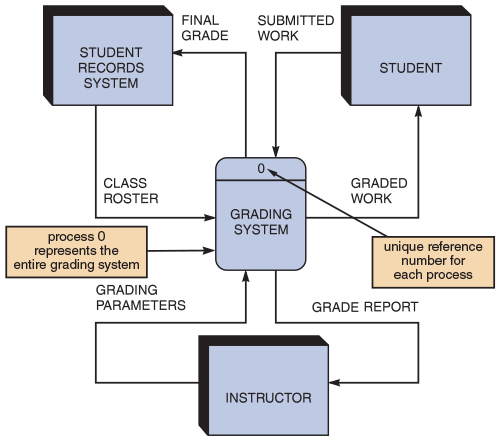 FINAL
GRADE
SUBMITTED
WORK
STUDENT
RECORDS
SYSTEM
STUDENT
0
CLASS
ROSTER
GRADED
WORK
GRADING
SYSTEM
process 0
represents the
entire grading system
unique reference
number for
each process
GRADING
PARAMETERS
GRADE REPORT
INSTRUCTOR